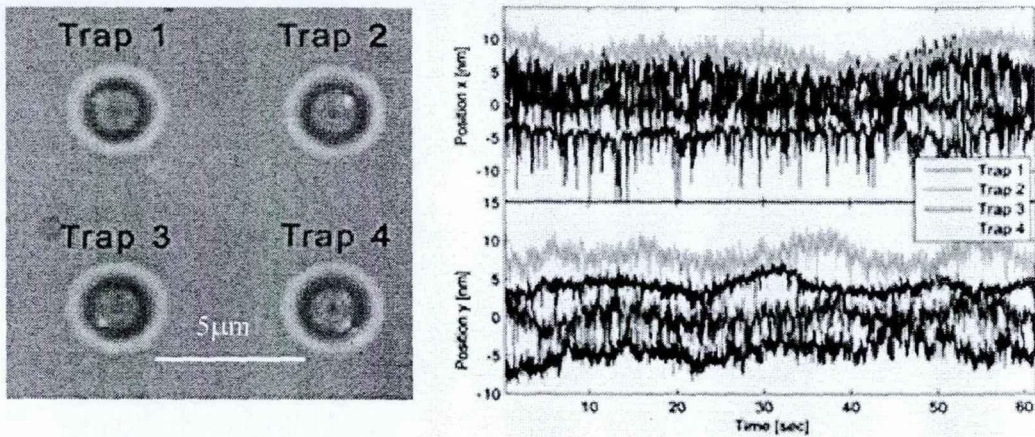 Trap 1
Trap 2
Trap 3
Trap 4
5μm
Position x [nm]
10
5
0
-5
-10
15
Trap 1
Trap 2
Trap 3
Trap 4
Position y [nm]
10
5
0
-5
-10
10
20
30
40
50
60
Time [sec]